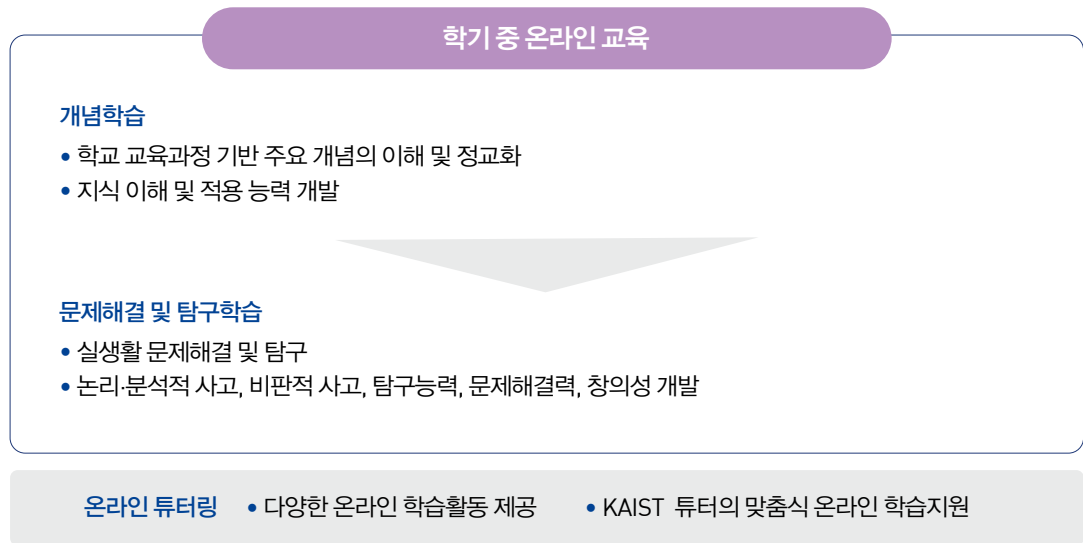 학기 중 온라인 교육
개념학습
• 학교 교육과정 기반 주요 개념의 이해 및 정교화
• 지식 이해 및 적용 능력 개발
문제해결 및 탐구학습
• 실생활 문제해결 및 탐구
• 논리·분석적 사고, 비판적 사고, 탐구능력, 문제해결력, 창의성 개발
온라인 튜터링 • 다양한 온라인 학습활동 제공 • KAIST 튜터의 맞춤식 온라인 학습지원